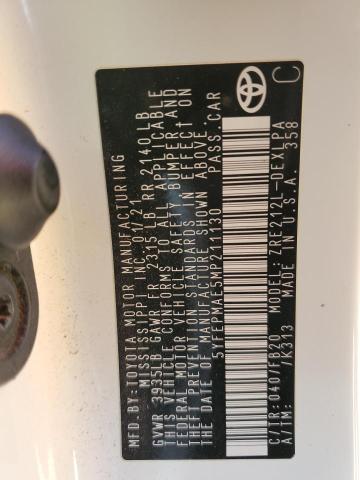 MFD.BY:TOYOTA MOTOR MANUFACTURING
MISSISSIPPI INC. 01/21
GVWR 3935LB GAWR FR 2315 LB RR 2140LB
THIS VEHICLE CONFORMS TO ALL APPLICABLE
FEDERAL MOTOR VEHICLE SAFETY, BUMPER AND
THEFT PREVENTION STANDARDS IN EFFECT ON
THE DATE OF MANUFACTURE SHOWN ABOVE.
5YFEPMAE5MP211130 PASS.CAR
C/TR:040/FB20 MODEL:ZRE212L-DEXLPA
A/TM: /K313 MADE IN U.S.A. 358
C